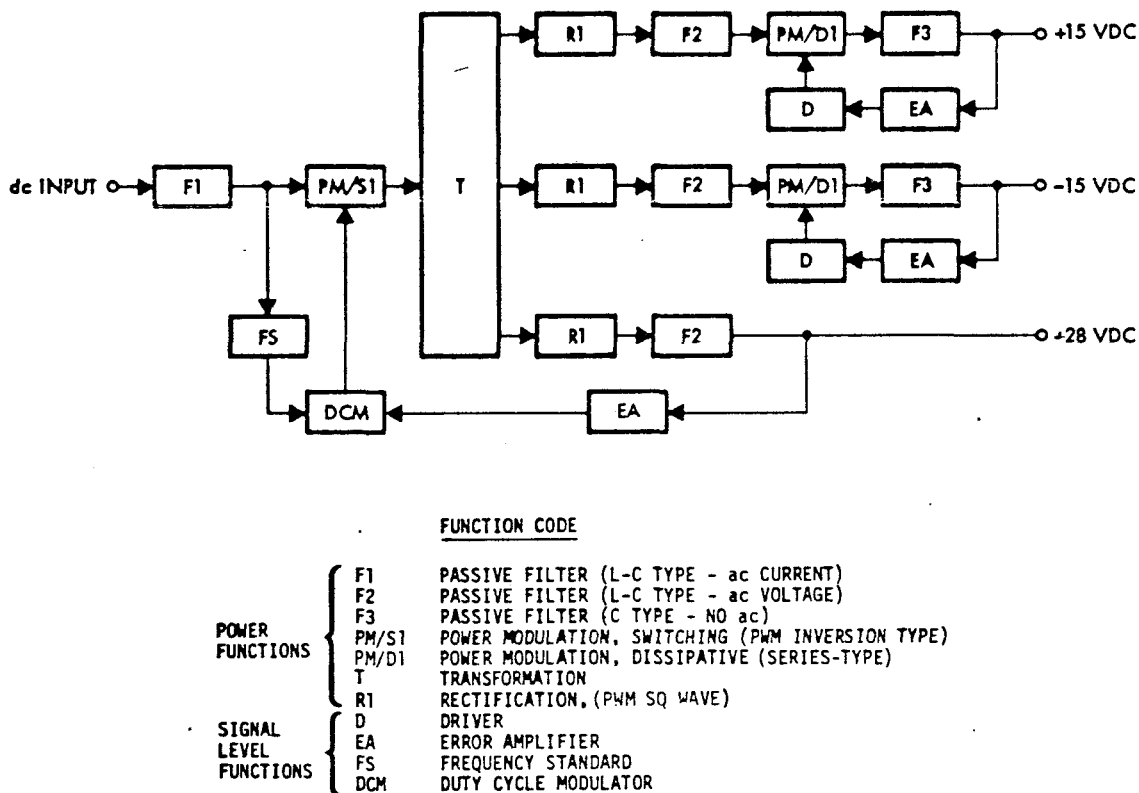 R1 F2 PM/D1 F3 +15 VDC
D EA
dc INPUT F1 PM/S1 T R1 F2 PM/D1 F3 -15 VDC
D EA
FS R1 F2 +28 VDC
DCM EA
FUNCTION CODE
F1 PASSIVE FILTER (L-C TYPE - ac CURRENT)
F2 PASSIVE FILTER (L-C TYPE - ac VOLTAGE)
F3 PASSIVE FILTER (C TYPE - NO ac)
POWER FUNCTIONS
PM/S1 POWER MODULATION, SWITCHING (PWM INVERSION TYPE)
PM/D1 POWER MODULATION, DISSIPATIVE (SERIES-TYPE)
T TRANSFORMATION
R1 RECTIFICATION, (PWM SQ WAVE)
SIGNAL LEVEL FUNCTIONS
D DRIVER
EA ERROR AMPLIFIER
FS FREQUENCY STANDARD
DCM DUTY CYCLE MODULATOR